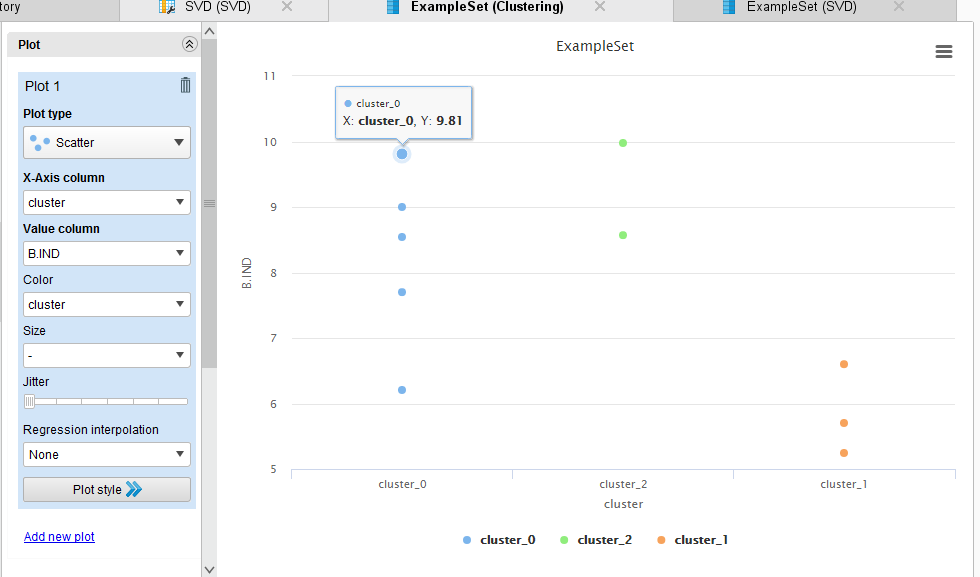 tory
SVD (SVD)
ExampleSet (Clustering)
ExampleSet (SVD)
Plot
Plot 1
Plot type
Scatter
X-Axis column
cluster
Value column
B.IND
Color
cluster
Size
-
Jitter
Regression interpolation
None
Plot style
Add new plot
ExampleSet
cluster_0
X: cluster_0, Y: 9.81
11
10
9
8
7
6
5
B.IND
cluster_0
cluster_2
cluster_1
cluster
cluster_0
cluster_2
cluster_1